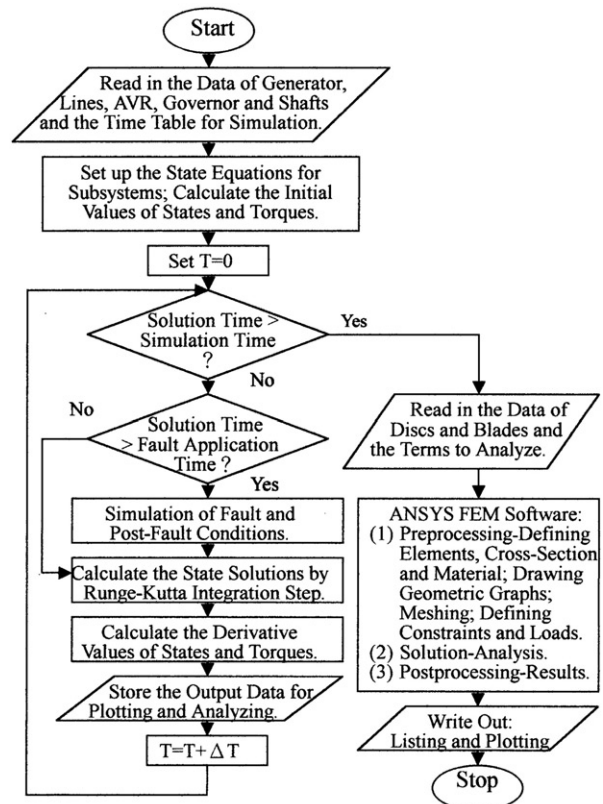 Start
Read in the Data of Generator,
Lines, AVR, Governor and Shafts
and the Time Table for Simulation.
Set up the State Equations for
Subsystems; Calculate the Initial
Values of States and Torques.
Set T=0
Solution Time >
Simulation Time
?
Yes
No
Solution Time
> Fault Application
Time ?
No
Yes
Simulation of Fault and
Post-Fault Conditions.
Calculate the State Solutions by
Runge-Kutta Integration Step.
Calculate the Derivative
Values of States and Torques.
Store the Output Data for
Plotting and Analyzing.
T=T+ Δ T
Read in the Data of
Discs and Blades and
the Terms to Analyze.
ANSYS FEM Software:
(1) Preprocessing-Defining
Elements, Cross-Section
and Material; Drawing
Geometric Graphs;
Meshing; Defining
Constraints and Loads.
(2) Solution-Analysis.
(3) Postprocessing-Results.
Write Out:
Listing and Plotting
Stop